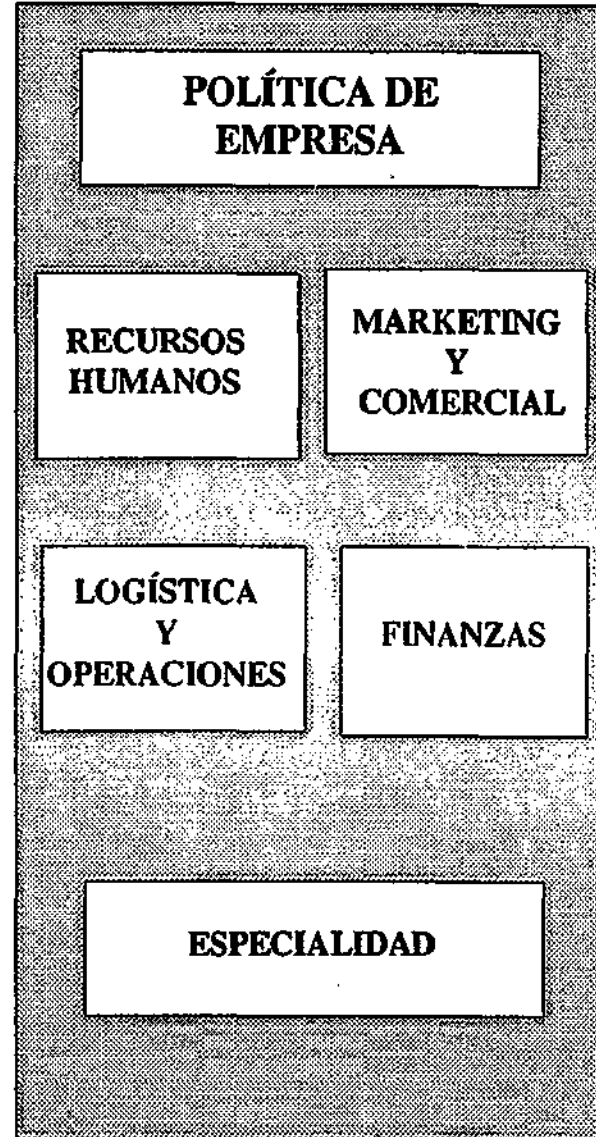 POLÍTICA DE
EMPRESA
RECURSOS
HUMANOS
MARKETING
Y
COMERCIAL
LOGÍSTICA
Y
OPERACIONES
FINANZAS
ESPECIALIDAD